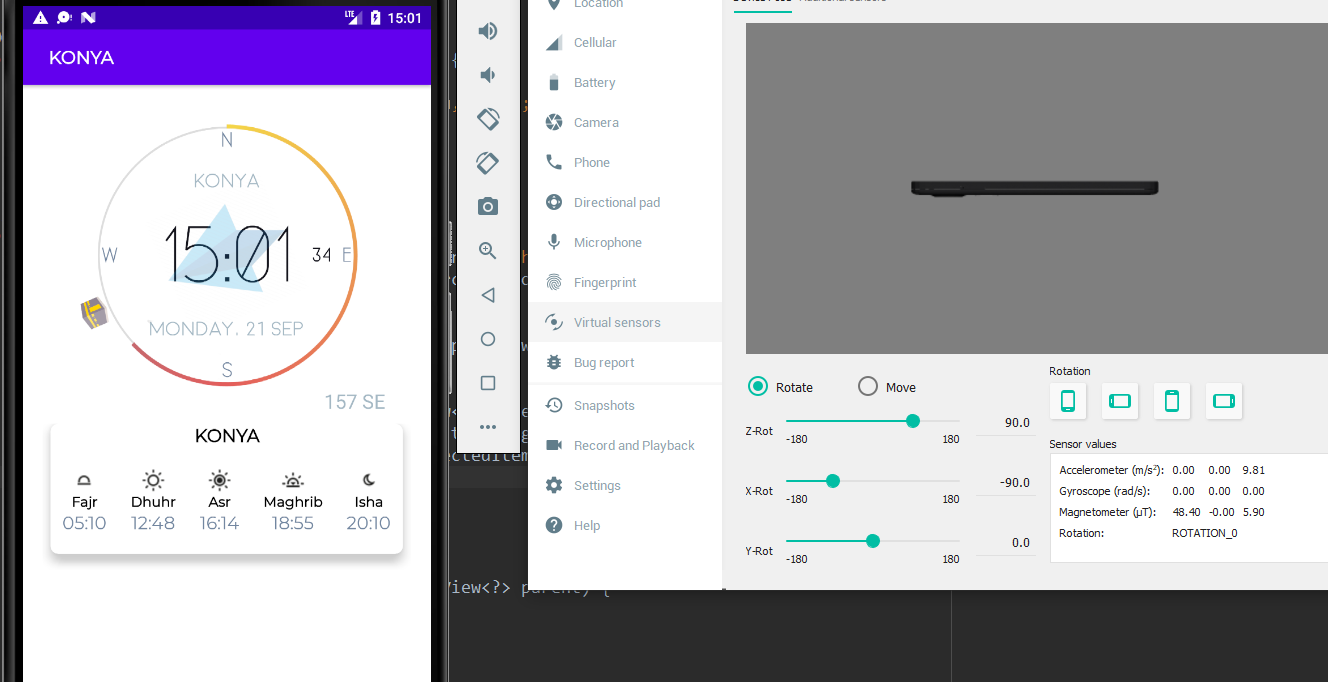 LTE 15:01
KONYA
N
KONYA
W
15:01
34 E
MONDAY. 21 SEP
S
157 SE
KONYA
Fajr Dhuhr Asr Maghrib Isha
05:10 12:48 16:14 18:55 20:10
Location
Cellular
Battery
Camera
Phone
Directional pad
Microphone
Fingerprint
Virtual sensors
Bug report
Snapshots
Record and Playback
Settings
Help
Rotate Move
Z-Rot -180 180 90.0
X-Rot -180 180 -90.0
Y-Rot -180 180 0.0
Rotation
Sensor values
Accelerometer (m/s²): 0.00 0.00 9.81
Gyroscope (rad/s): 0.00 0.00 0.00
Magnetometer (μT): 48.40 -0.00 5.90
Rotation: ROTATION_0
View<?> parent) {